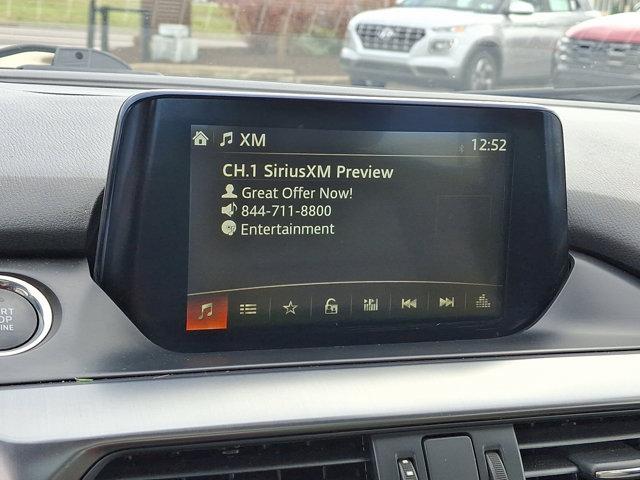 XM 12:52
CH.1 SiriusXM Preview
Great Offer Now!
844-711-8800
Entertainment